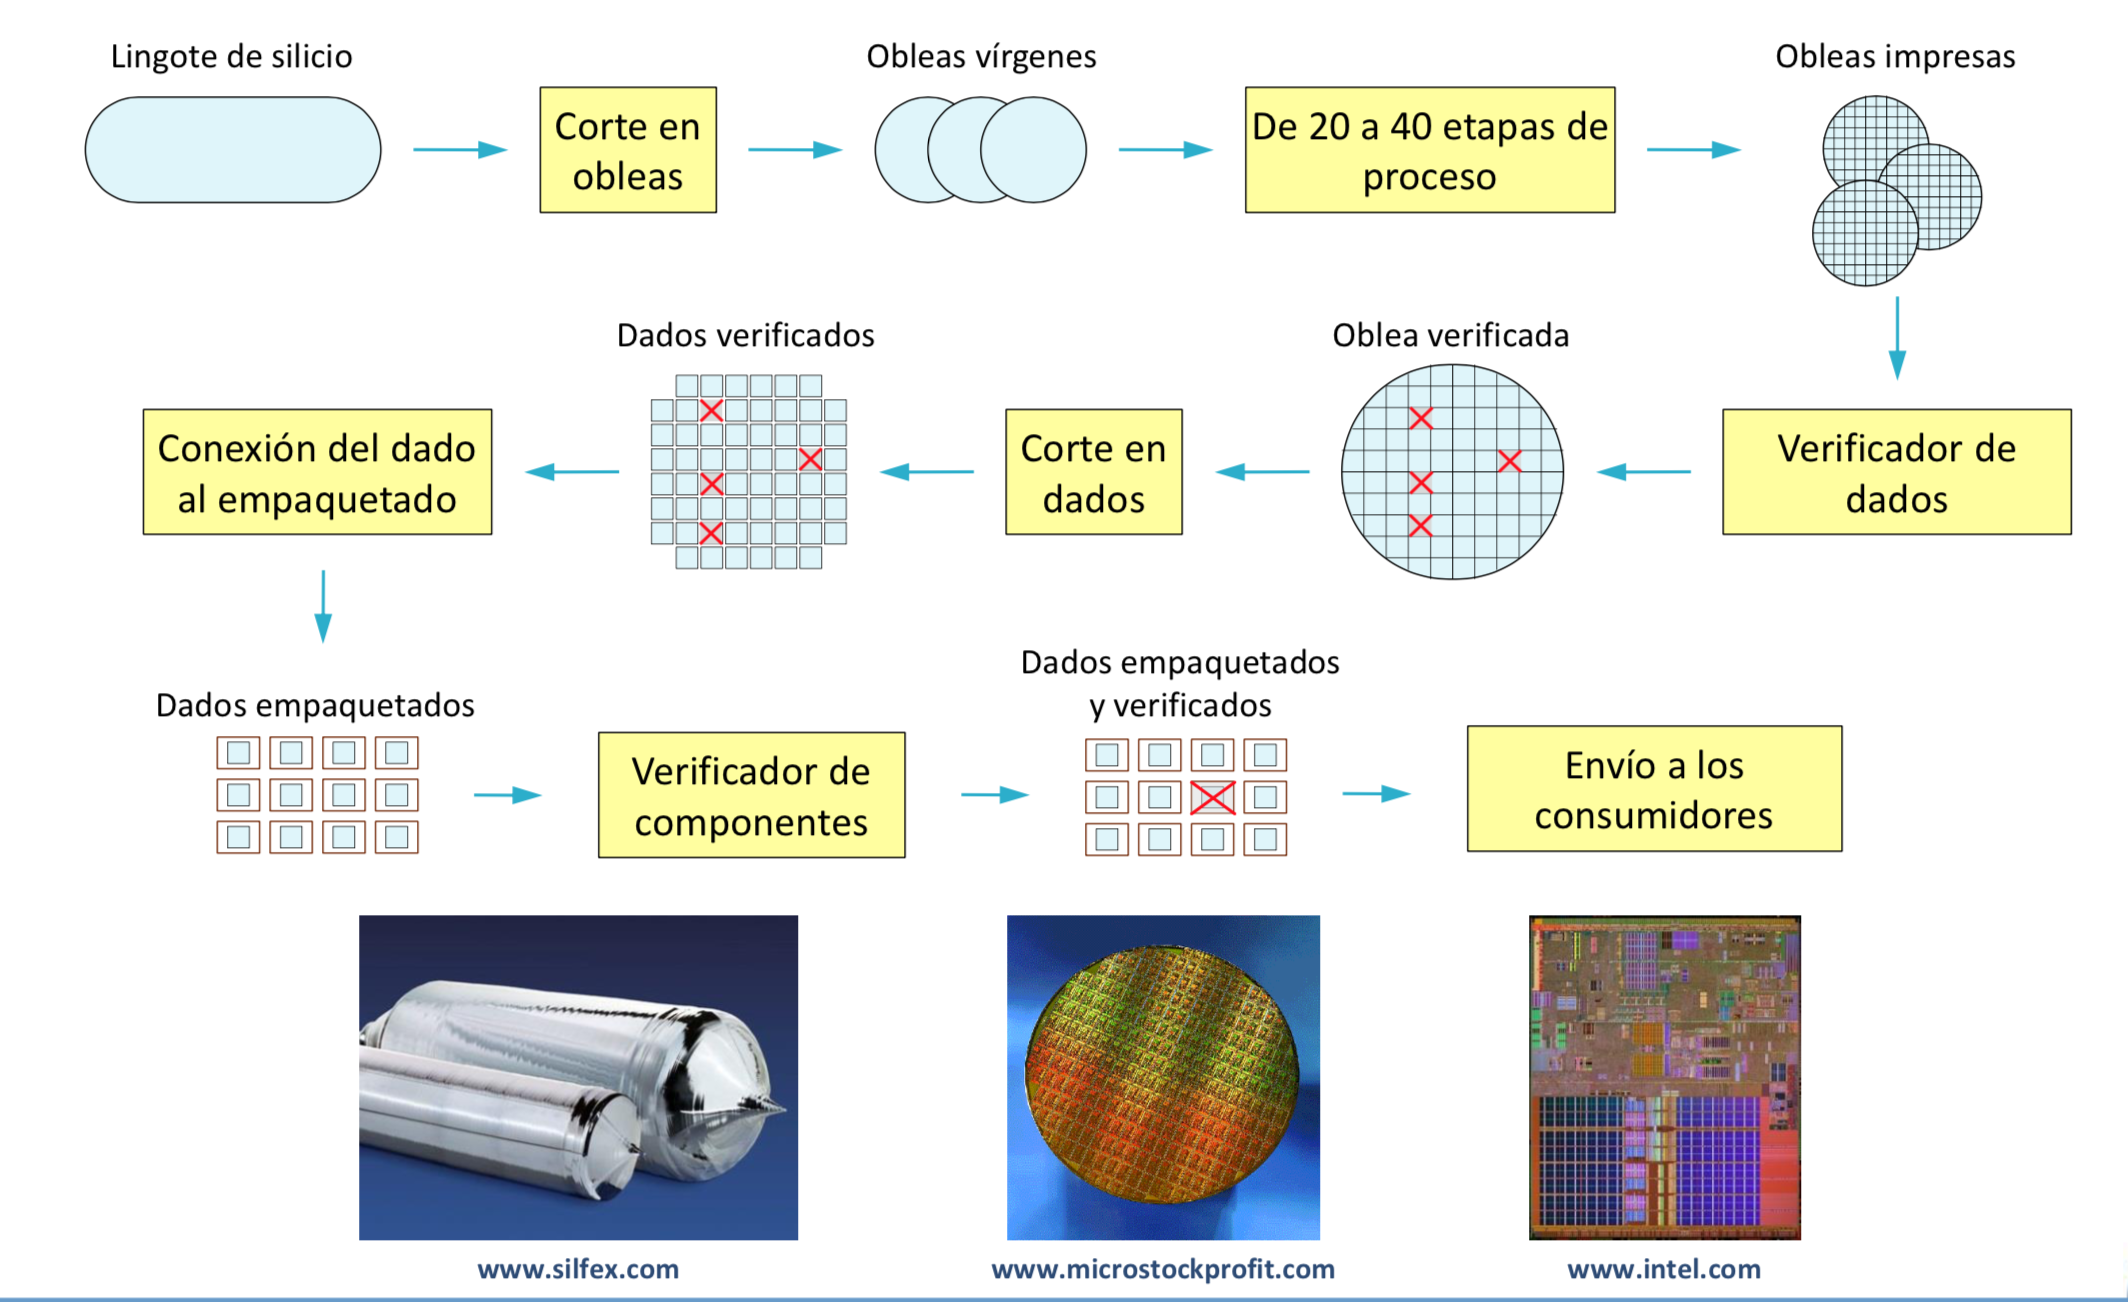 Lingote de silicio
Obleas vírgenes
Obleas impresas
Corte en
obleas
De 20 a 40 etapas de
proceso
Dados verificados
Oblea verificada
Conexión del dado
al empaquetado
Corte en
dados
Verificador de
dados
Dados empaquetados
Dados empaquetados
y verificados
Verificador de
componentes
Envío a los
consumidores
www.silfex.com
www.microstockprofit.com
www.intel.com